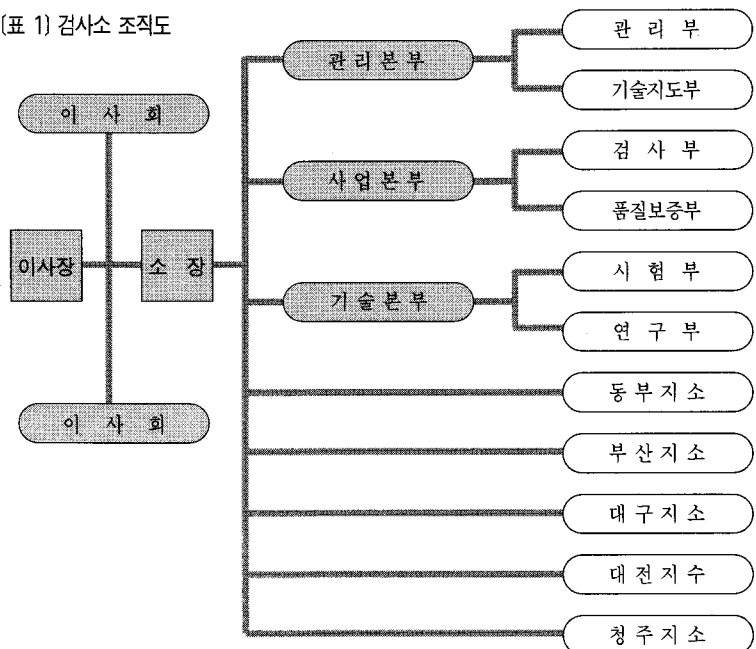 〔표 1〕 검사소 조직도
이 사 회
이사장
소 장
이 사 회
관 리 본 부
사 업 본 부
기 술 본 부
관 리 부
기술지도부
검 사 부
품질보증부
시 험 부
연 구 부
동 부 지 소
부 산 지 소
대 구 지 소
대 전 지 수
청 주 지 소